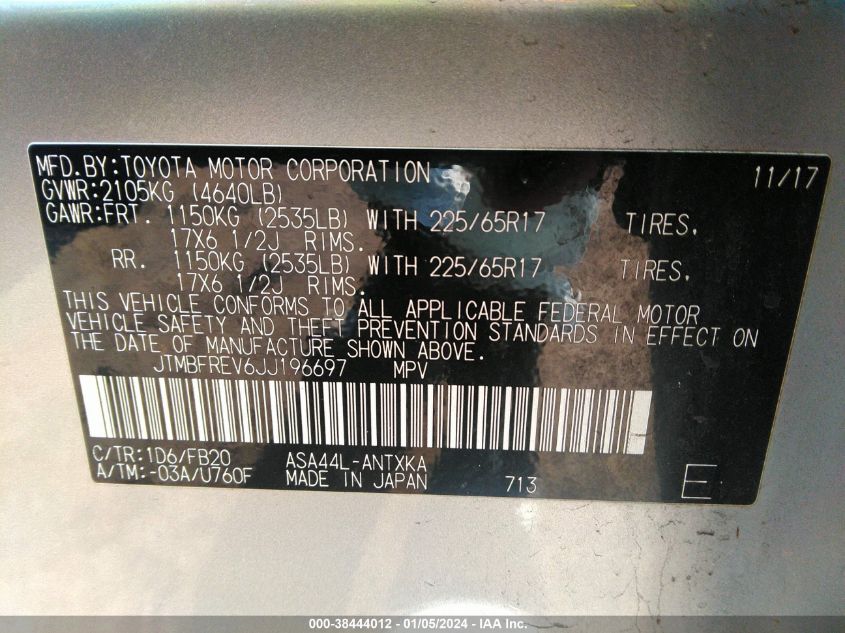 MFD.BY:TOYOTA MOTOR CORPORATION 11/17
GVWR:2105KG (4640LB)
GAWR:FRT. 1150KG (2535LB) WITH 225/65R17 TIRES,
17X6 1/2J RIMS.
RR. 1150KG (2535LB) WITH 225/65R17 TIRES,
17X6 1/2J RIMS.
THIS VEHICLE CONFORMS TO ALL APPLICABLE FEDERAL MOTOR
VEHICLE SAFETY AND THEFT PREVENTION STANDARDS IN EFFECT ON
THE DATE OF MANUFACTURE SHOWN ABOVE.
JTMBFREV6JJ196697 MPV
C/TR:1D6/FB20 ASA44L-ANTXKA
A/TM:-03A/U760F MADE IN JAPAN 713 E
000-38444012 - 01/05/2024 - IAA Inc.